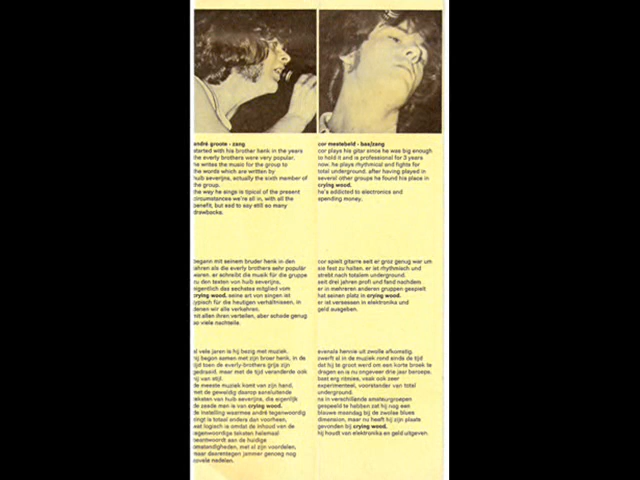 andré groote - zang
started with his brother henk in the years
the everly brothers were very popular.
he writes the music for the group to
the words which are written by
huib severijns, actually the sixth member of
the group.
the way he sings is tipical of the present
circumstances we're all in, with all the
benefit, but sad to say still so many
drawbacks.
cor mestebeld - bas/zang
cor plays his gitar since he was big enough
to hold it and is professional for 3 years
now. he plays rhythmical and fights for
total underground. after having played in
several other groups he found his place in
crying wood.
he's addicted to electronics and
spending money.
begann mit seinem bruder henk in den
jahren als die everly brothers sehr populär
waren. er schreibt die musik für die gruppe
zu den texten von huib severijns,
eigentlich das sechstes mitglied vom
crying wood. seine art von singen ist
typisch für die heutigen verhältnissen, in
denen wir alle verkehren.
mit allen ihren vorteilen, aber schade genug
so viele nachteile.
cor spielt gitarre seit er groz genug war um
sie fest zu halten. er ist rhythmisch und
strebt nach totalem underground.
seit drei jahren profi und fand nachdem
er in mehreren anderen gruppen gespielt
hat seinen platz in crying wood.
er ist versessen in elektronika und
geld ausgeben.
al vele jaren is hij bezig met muziek.
hij begon samen met zijn broer henk, in de
tijd toen de everly-brothers grijs zijn
gedraaid. maar met de tijd veranderde ook
zij van stijl.
de meeste muziek komt van zijn hand,
met de geweldig daarop aansluitende
teksten van huib severijns, die eigenlijk
de zesde man is van crying wood.
de instelling waarmee andré tegenwoordig
zingt is totaal anders dan voorheen,
wat logisch is omdat de inhoud van de
tegenwoordige teksten helemaal
beantwoordt aan de huidige
omstandigheden, met al zijn voordelen,
maar daarentegen jammer genoeg nog
zovele nadelen.
evenals hennie uit zwolle afkomstig.
zwerft al in de muziek rond sinds de tijd
dat hij te groot werd om een korte broek te
dragen en is nu ongeveer drie jaar beroeps.
bast erg ritmies, vaak ook zeer
experimenteel, voorstander van total
underground.
na in verschillende amateurgroepen
gespeeld te hebben zat hij nog een
blauwe maandag bij de zwolse blues
dimension, maar nu heeft hij zijn plaats
gevonden bij crying wood.
hij houdt van elektronika en geld uitgeven.